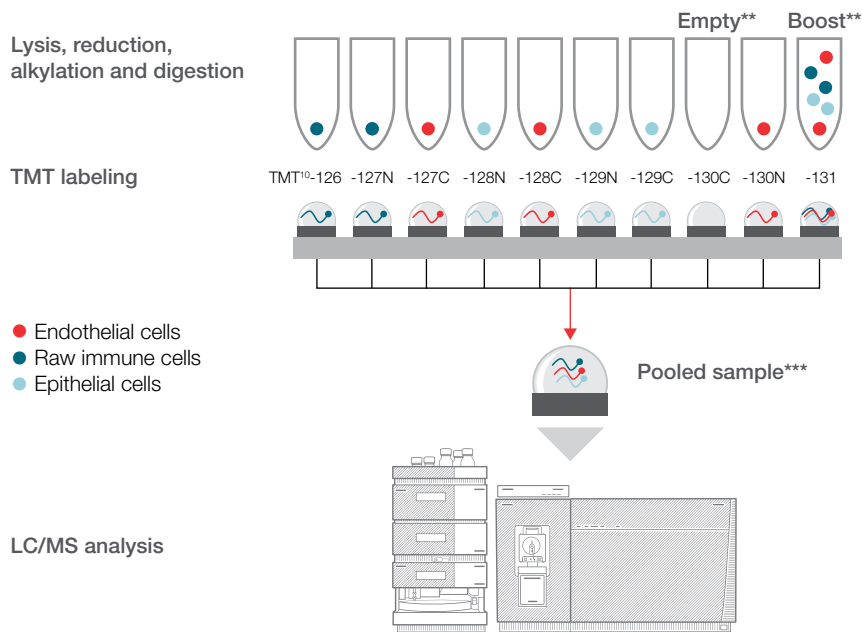 Empty** Boost**
Lysis, reduction,
alkylation and digestion
TMT labeling
TMT¹⁰-126 -127N -127C -128N -128C -129N -129C -130C -130N -131
Endothelial cells
Raw immune cells
Epithelial cells
Pooled sample***
LC/MS analysis